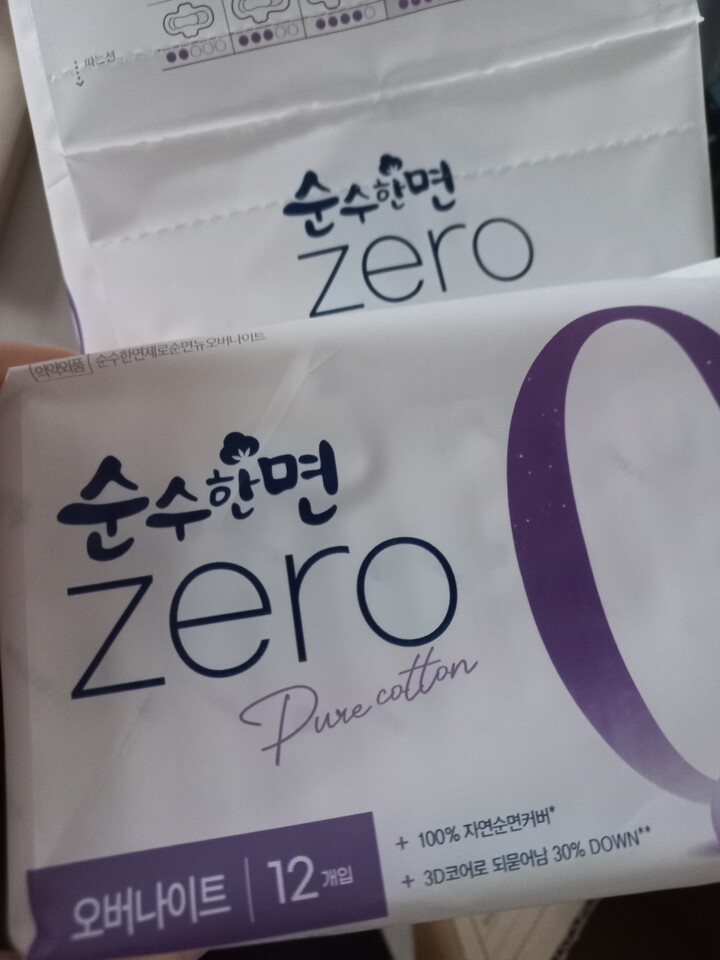 따는선
순수한면
zero
(의약외품) 순수한면제로순면뉴오버나이트
순수한면
zero
Pure cotton
오버나이트 12개입
+ 100% 자연순면커버*
+ 3D코어로 되묻어남 30% DOWN**